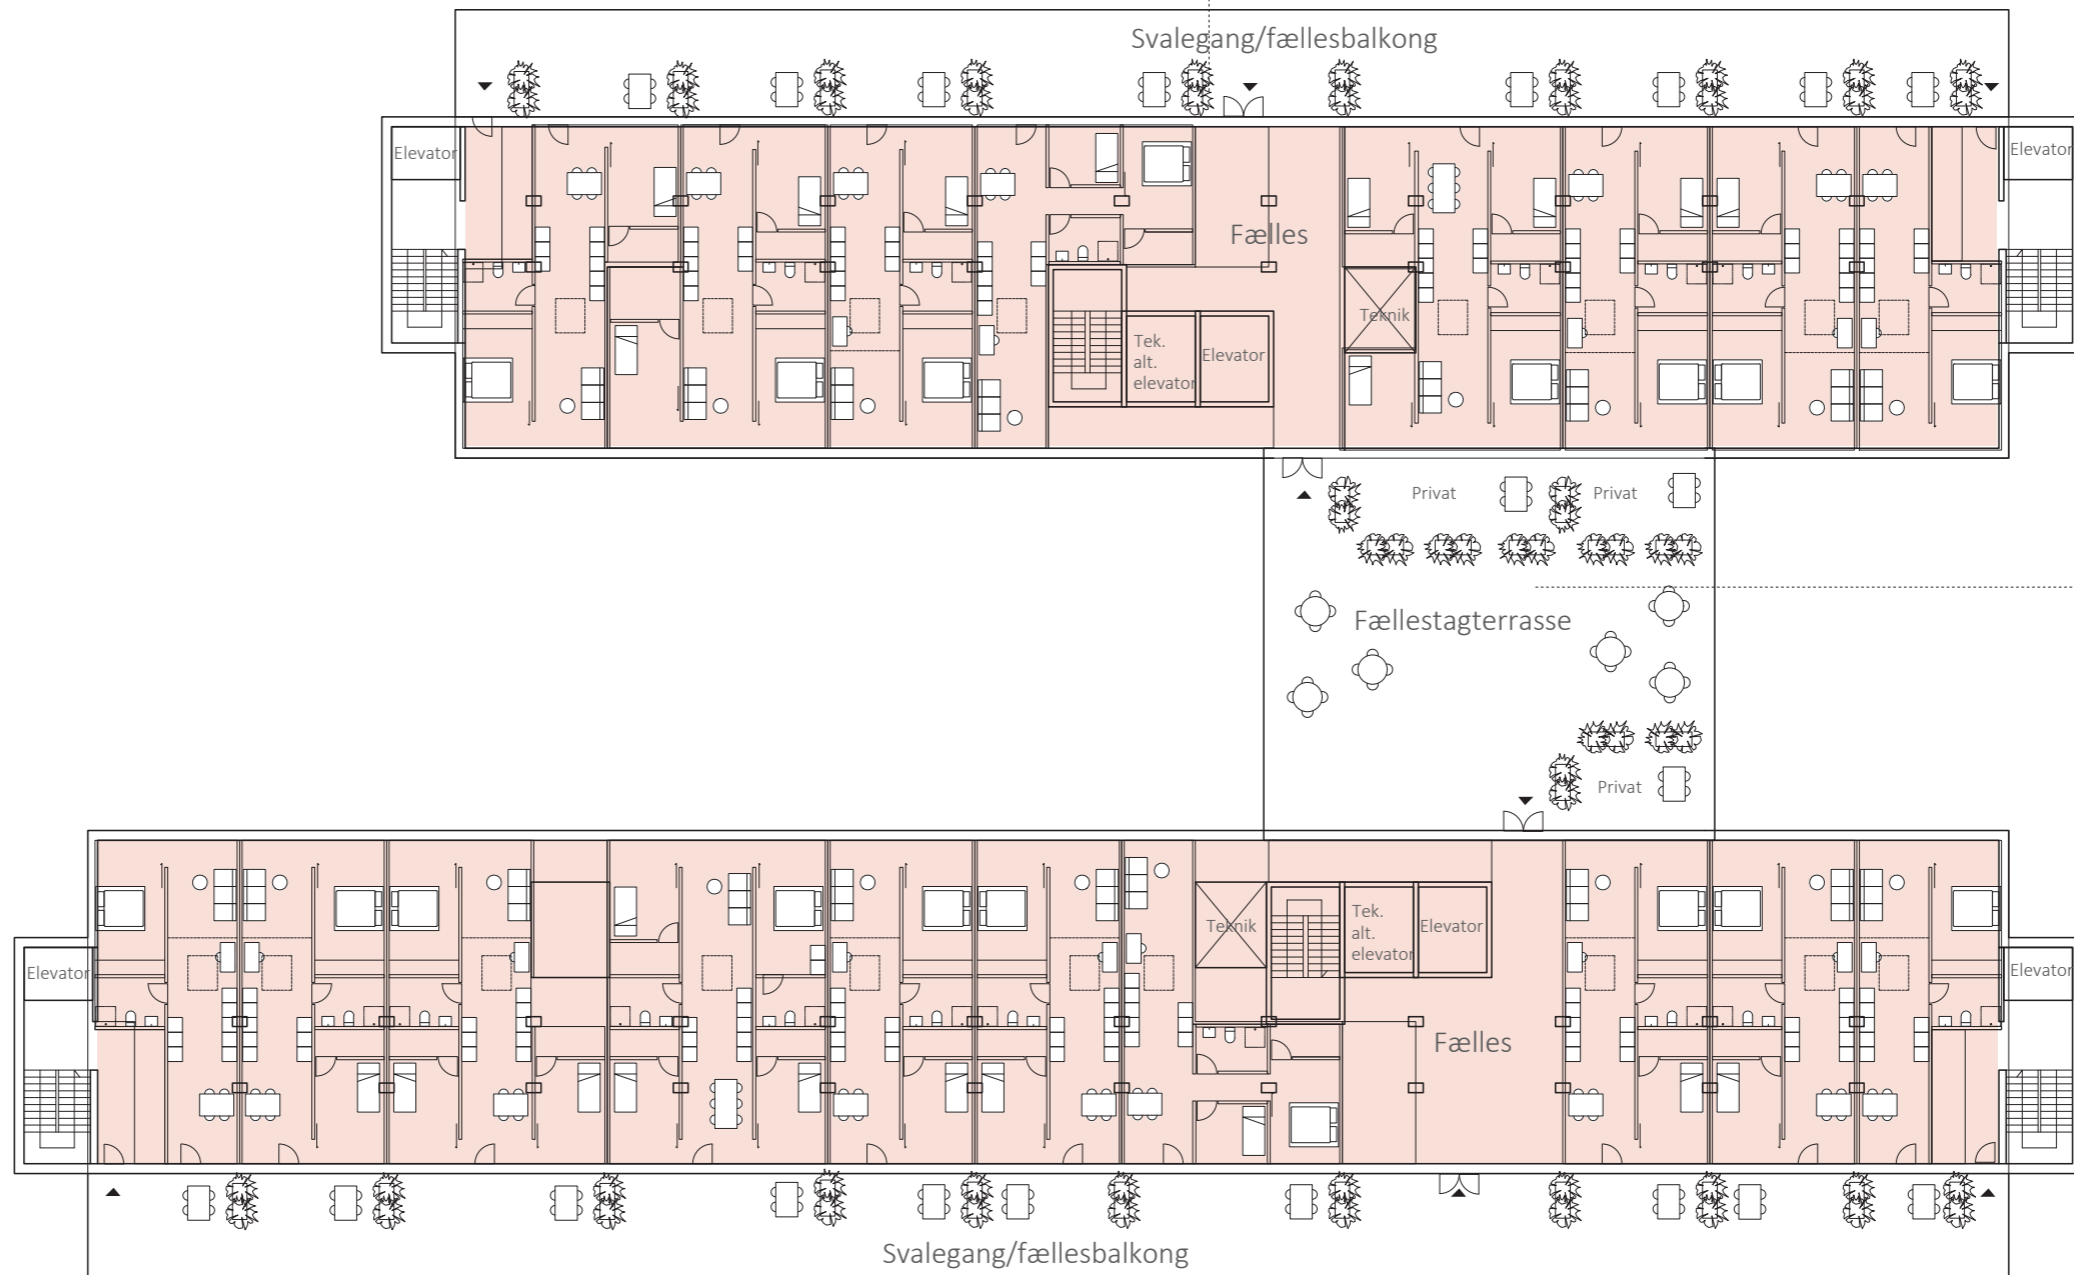 Svalegang/fællesbalkong
Elevator
Elevator
Fælles
Teknik
Tek.
alt.
elevator
Elevator
Privat
Privat
Fællestagterrasse
Privat
Teknik
Tek.
alt.
elevator
Elevator
Elevator
Elevator
Fælles
Svalegang/fællesbalkong